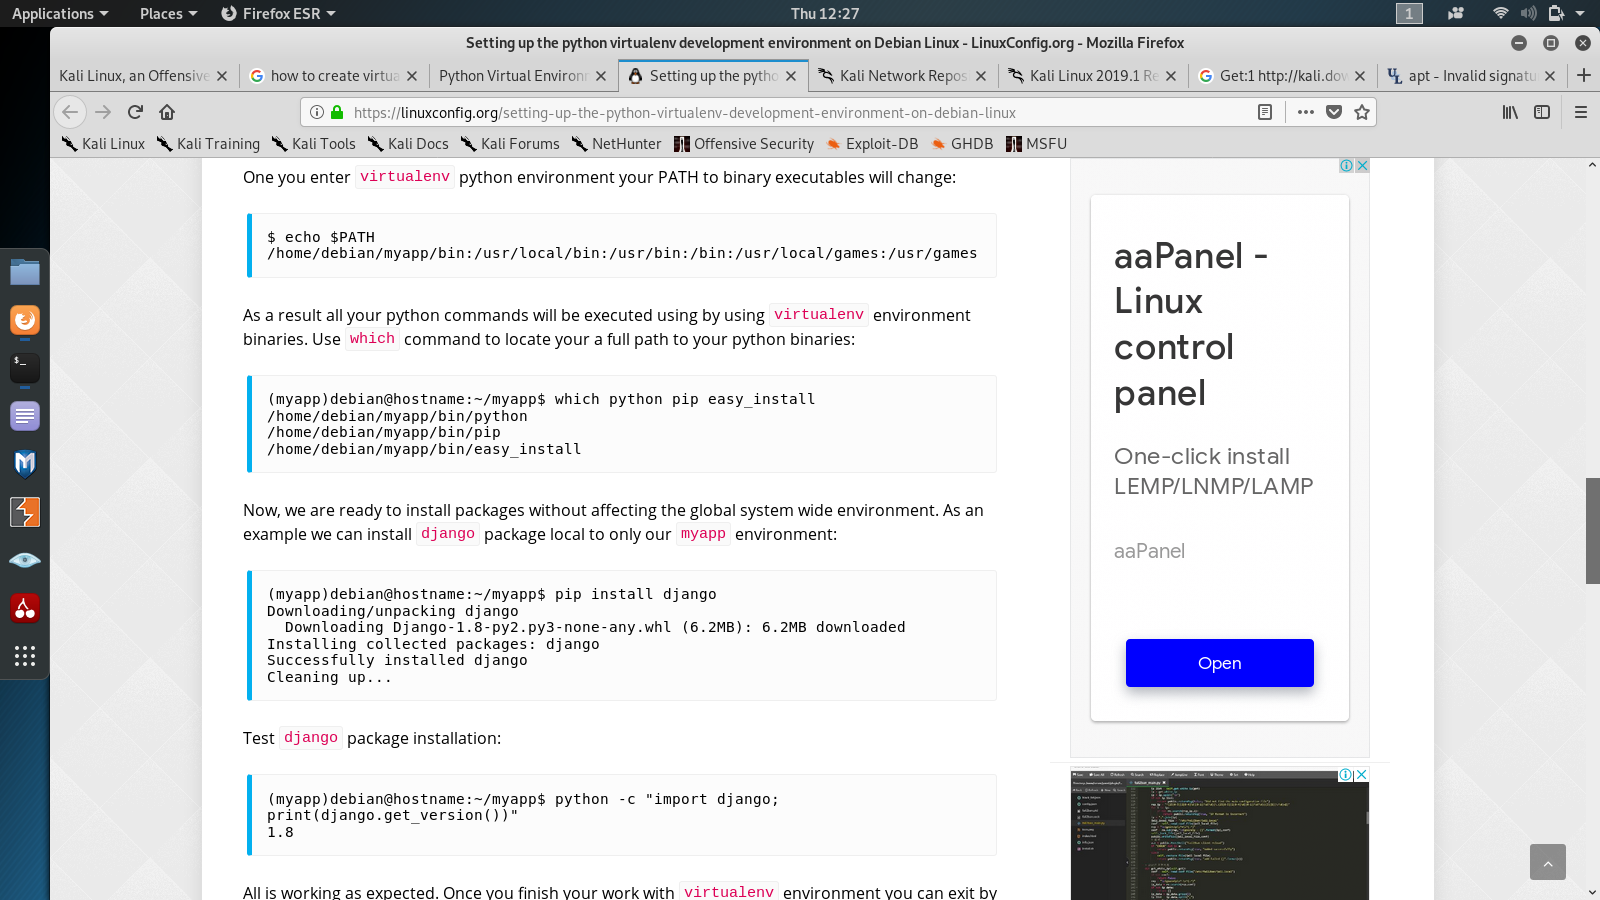 Applications Places Firefox ESR Thu 12:27 1
Setting up the python virtualenv development environment on Debian Linux - LinuxConfig.org - Mozilla Firefox
Kali Linux, an Offensive how to create virtua Python Virtual Environ Setting up the pytho Kali Network Repos Kali Linux 2019.1 Re Get:1 http://kali.dow apt - Invalid signatu
https://linuxconfig.org/setting-up-the-python-virtualenv-development-environment-on-debian-linux
Kali Linux Kali Training Kali Tools Kali Docs Kali Forums NetHunter Offensive Security Exploit-DB GHDB MSFU
One you enter virtualenv python environment your PATH to binary executables will change:
$ echo $PATH
/home/debian/myapp/bin:/usr/local/bin:/usr/bin:/bin:/usr/local/games:/usr/games
As a result all your python commands will be executed using by using virtualenv environment
binaries. Use which command to locate your a full path to your python binaries:
(myapp)debian@hostname:~/myapp$ which python pip easy_install
/home/debian/myapp/bin/python
/home/debian/myapp/bin/pip
/home/debian/myapp/bin/easy_install
Now, we are ready to install packages without affecting the global system wide environment. As an
example we can install django package local to only our myapp environment:
(myapp)debian@hostname:~/myapp$ pip install django
Downloading/unpacking django
Downloading Django-1.8-py2.py3-none-any.whl (6.2MB): 6.2MB downloaded
Installing collected packages: django
Successfully installed django
Cleaning up...
Test django package installation:
(myapp)debian@hostname:~/myapp$ python -c "import django;
print(django.get_version())"
1.8
All is working as expected. Once you finish your work with virtualenv environment you can exit by
aaPanel -
Linux
control
panel
One-click install
LEMP/LNMP/LAMP
aaPanel
Open